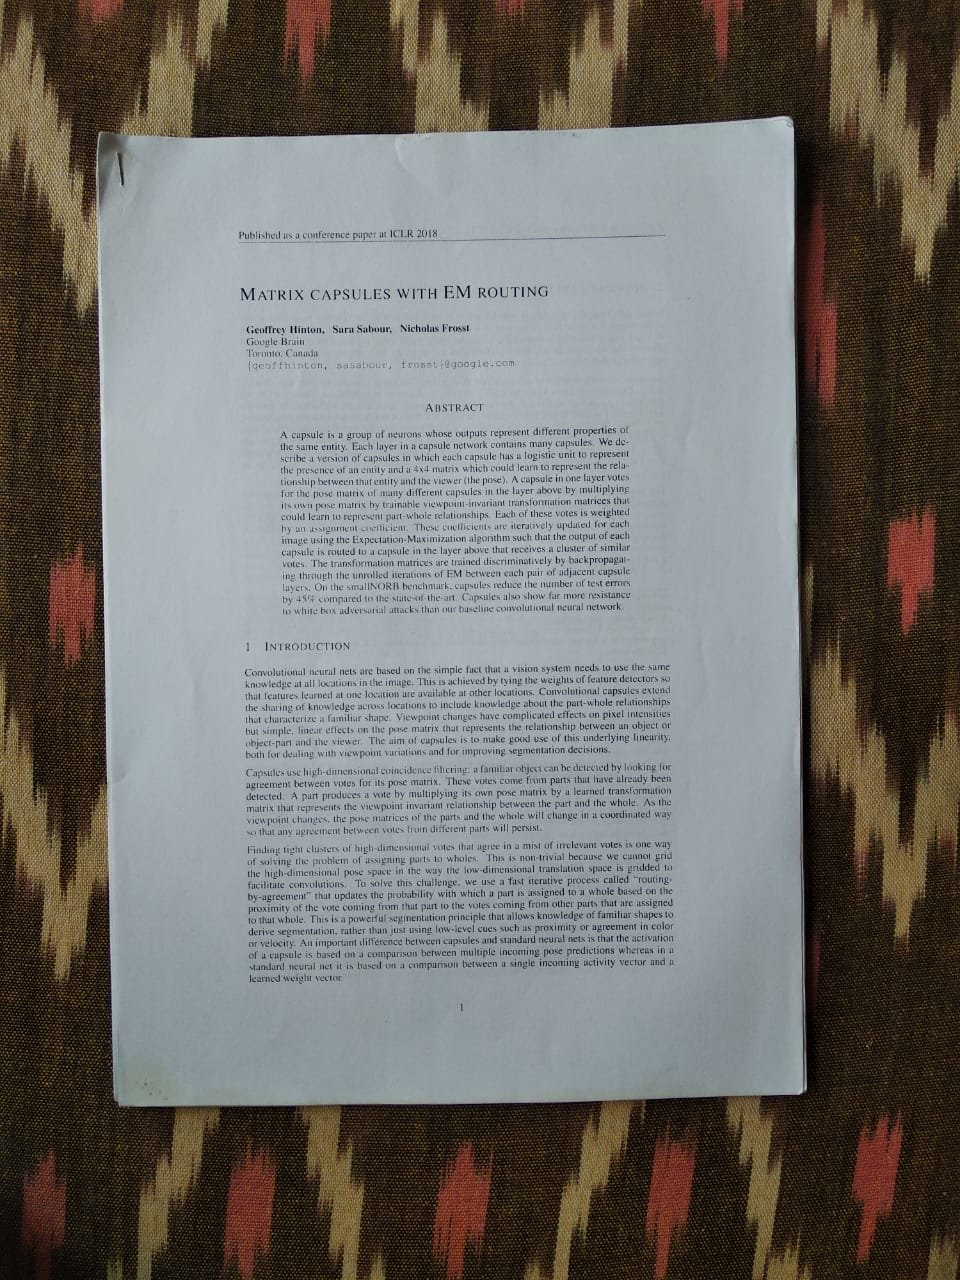 Published as a conference paper at ICLR 2018
MATRIX CAPSULES WITH EM ROUTING
Geoffrey Hinton, Sara Sabour, Nicholas Frosst
Google Brain
Toronto, Canada
{geoffhinton, sasabour, frosst}@google.com
ABSTRACT
A capsule is a group of neurons whose outputs represent different properties of
the same entity. Each layer in a capsule network contains many capsules. We de-
scribe a version of capsules in which each capsule has a logistic unit to represent
the presence of an entity and a 4x4 matrix which could learn to represent the rela-
tionship between that entity and the viewer (the pose). A capsule in one layer votes
for the pose matrix of many different capsules in the layer above by multiplying
its own pose matrix by trainable viewpoint-invariant transformation matrices that
could learn to represent part-whole relationships. Each of these votes is weighted
by an assignment coefficient. These coefficients are iteratively updated for each
image using the Expectation-Maximization algorithm such that the output of each
capsule is routed to a capsule in the layer above that receives a cluster of similar
votes. The transformation matrices are trained discriminatively by backpropagat-
ing through the unrolled iterations of EM between each pair of adjacent capsule
layers. On the smallNORB benchmark, capsules reduce the number of test errors
by 45% compared to the state-of-the-art. Capsules also show far more resistance
to white box adversarial attacks than our baseline convolutional neural network.
1 INTRODUCTION
Convolutional neural nets are based on the simple fact that a vision system needs to use the same
knowledge at all locations in the image. This is achieved by tying the weights of feature detectors so
that features learned at one location are available at other locations. Convolutional capsules extend
the sharing of knowledge across locations to include knowledge about the part-whole relationships
that characterize a familiar shape. Viewpoint changes have complicated effects on pixel intensities
but simple, linear effects on the pose matrix that represents the relationship between an object or
object-part and the viewer. The aim of capsules is to make good use of this underlying linearity,
both for dealing with viewpoint variations and for improving segmentation decisions.
Capsules use high-dimensional coincidence filtering: a familiar object can be detected by looking for
agreement between votes for its pose matrix. These votes come from parts that have already been
detected. A part produces a vote by multiplying its own pose matrix by a learned transformation
matrix that represents the viewpoint invariant relationship between the part and the whole. As the
viewpoint changes, the pose matrices of the parts and the whole will change in a coordinated way
so that any agreement between votes from different parts will persist.
Finding tight clusters of high-dimensional votes that agree in a mist of irrelevant votes is one way
of solving the problem of assigning parts to wholes. This is non-trivial because we cannot grid
the high-dimensional pose space in the way the low-dimensional translation space is gridded to
facilitate convolutions. To solve this challenge, we use a fast iterative process called "routing-
by-agreement" that updates the probability with which a part is assigned to a whole based on the
proximity of the vote coming from that part to the votes coming from other parts that are assigned
to that whole. This is a powerful segmentation principle that allows knowledge of familiar shapes to
derive segmentation, rather than just using low-level cues such as proximity or agreement in color
or velocity. An important difference between capsules and standard neural nets is that the activation
of a capsule is based on a comparison between multiple incoming pose predictions whereas in a
standard neural net it is based on a comparison between a single incoming activity vector and a
learned weight vector.
1